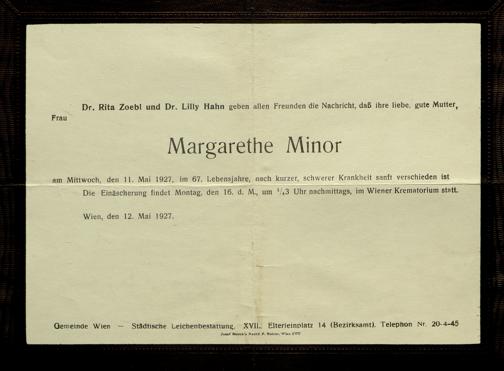 Dr. Rita Zoebl und Dr. Lilly Hahn geben allen Freunden die Nachricht, daß ihre liebe, gute Mutter,
Frau
Margarethe Minor
am Mittwoch, den 11. Mai 1927, im 67. Lebensjahre, nach kurzer, schwerer Krankheit sanft verschieden ist
Die Einäscherung findet Montag, den 16. d. M., um ½3 Uhr nachmittags, im Wiener Krematorium statt.
Wien, den 12. Mai 1927.
Gemeinde Wien — Städtische Leichenbestattung, XVII., Elterleinplatz 14 (Bezirksamt). Telephon Nr. 20-4-45